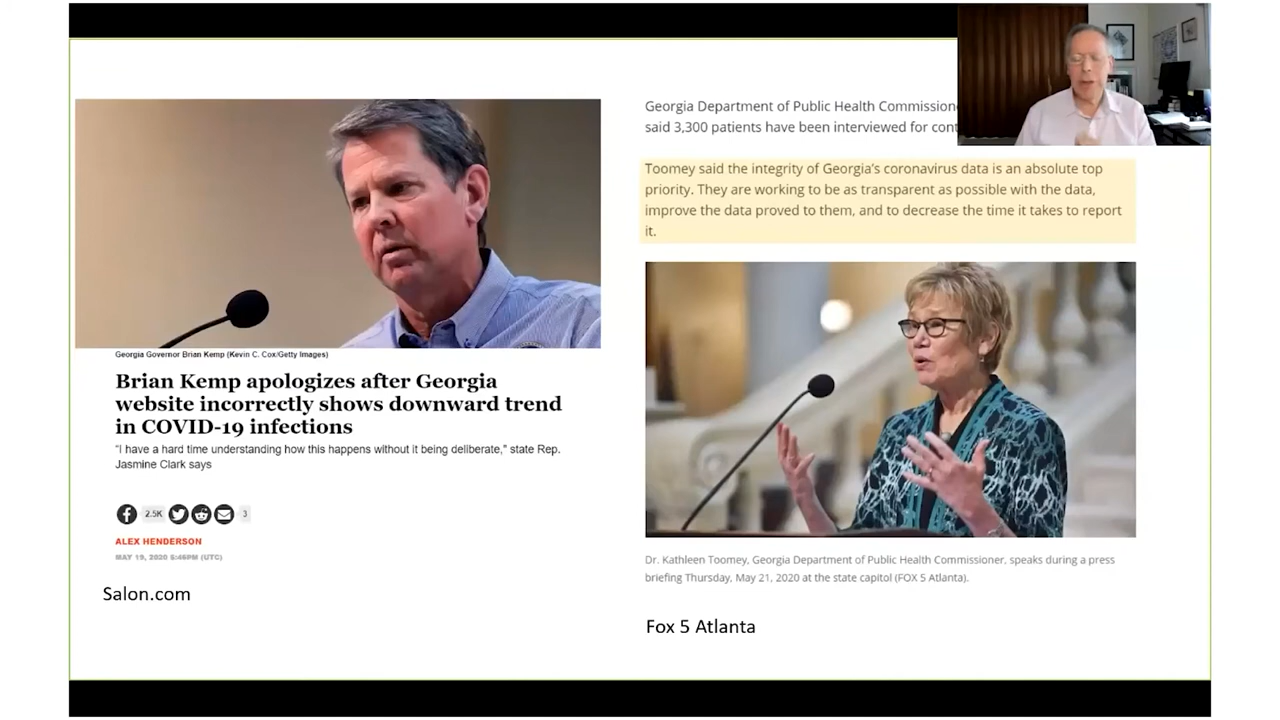 Georgia Governor Brian Kemp (Kevin C. Cox/Getty Images)
Brian Kemp apologizes after Georgia
website incorrectly shows downward trend
in COVID-19 infections
"I have a hard time understanding how this happens without it being deliberate," state Rep.
Jasmine Clark says
2.5K
3
ALEX HENDERSON
MAY 19, 2020 5:46PM (UTC)
Salon.com
Georgia Department of Public Health Commissione
said 3,300 patients have been interviewed for cont
Toomey said the integrity of Georgia's coronavirus data is an absolute top
priority. They are working to be as transparent as possible with the data,
improve the data proved to them, and to decrease the time it takes to report
it.
Dr. Kathleen Toomey, Georgia Department of Public Health Commissioner, speaks during a press
briefing Thursday, May 21, 2020 at the state capitol (FOX 5 Atlanta).
Fox 5 Atlanta